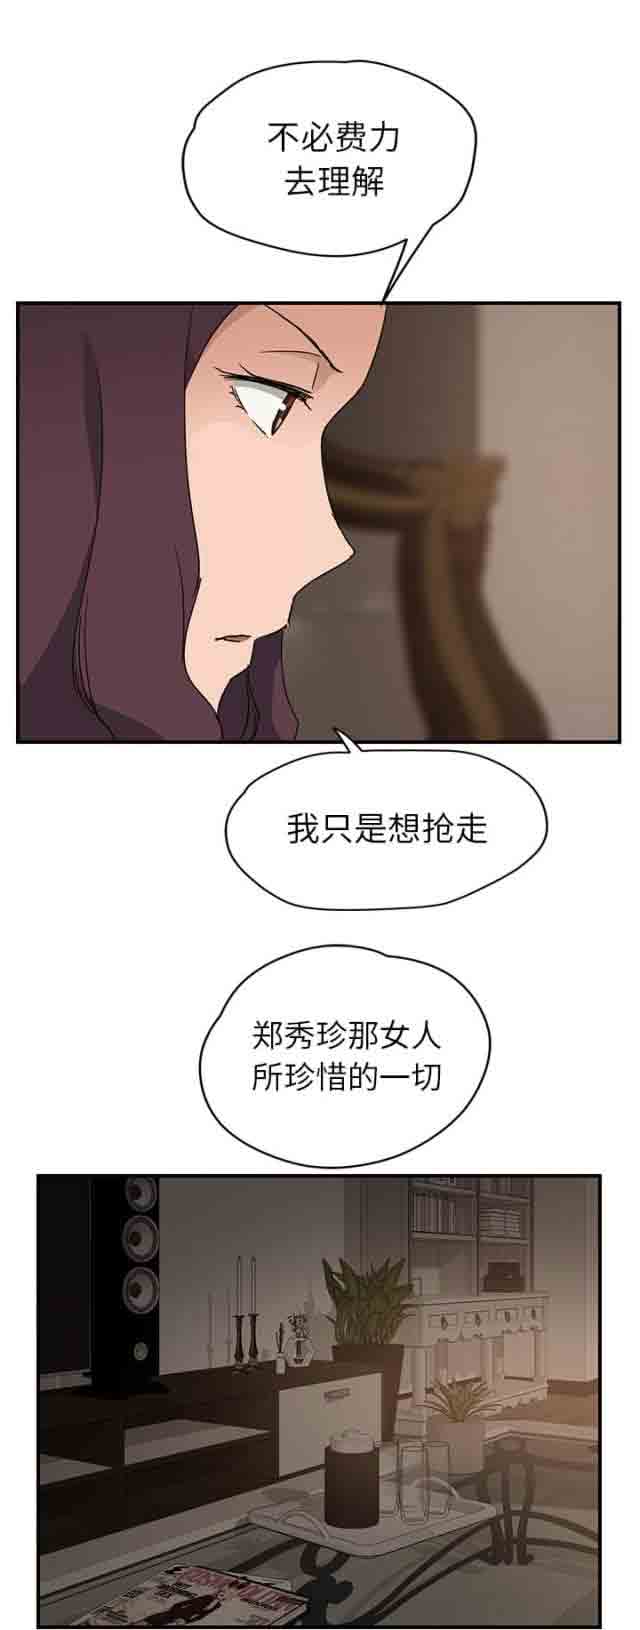 不必费力
去理解
我只是想抢走
郑秀珍那女人
所珍惜的一切